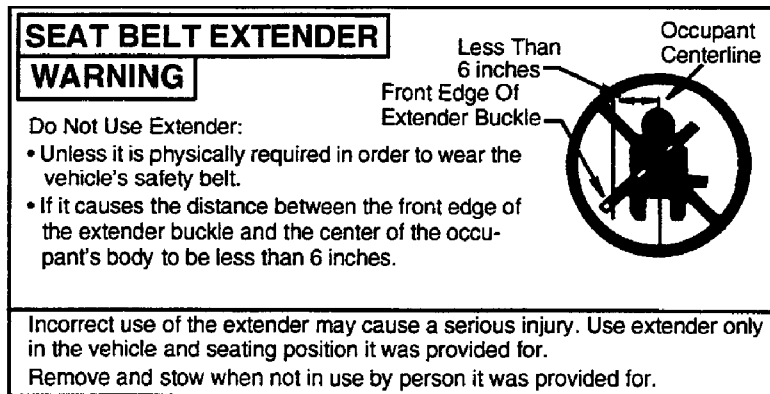 SEAT BELT EXTENDER
WARNING
Do Not Use Extender:
• Unless it is physically required in order to wear the
vehicle's safety belt.
• If it causes the distance between the front edge of
the extender buckle and the center of the occu-
pant's body to be less than 6 inches.
Less Than
6 inches
Occupant
Centerline
Front Edge Of
Extender Buckle
Incorrect use of the extender may cause a serious injury. Use extender only
in the vehicle and seating position it was provided for.
Remove and stow when not in use by person it was provided for.